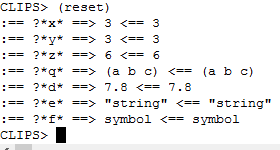 CLIPS> (reset)
:== ?*x* ==> 3 <== 3
:== ?*y* ==> 3 <== 3
:== ?*z* ==> 6 <== 6
:== ?*q* ==> (a b c) <== (a b c)
:== ?*d* ==> 7.8 <== 7.8
:== ?*e* ==> "string" <== "string"
:== ?*f* ==> symbol <== symbol
CLIPS>